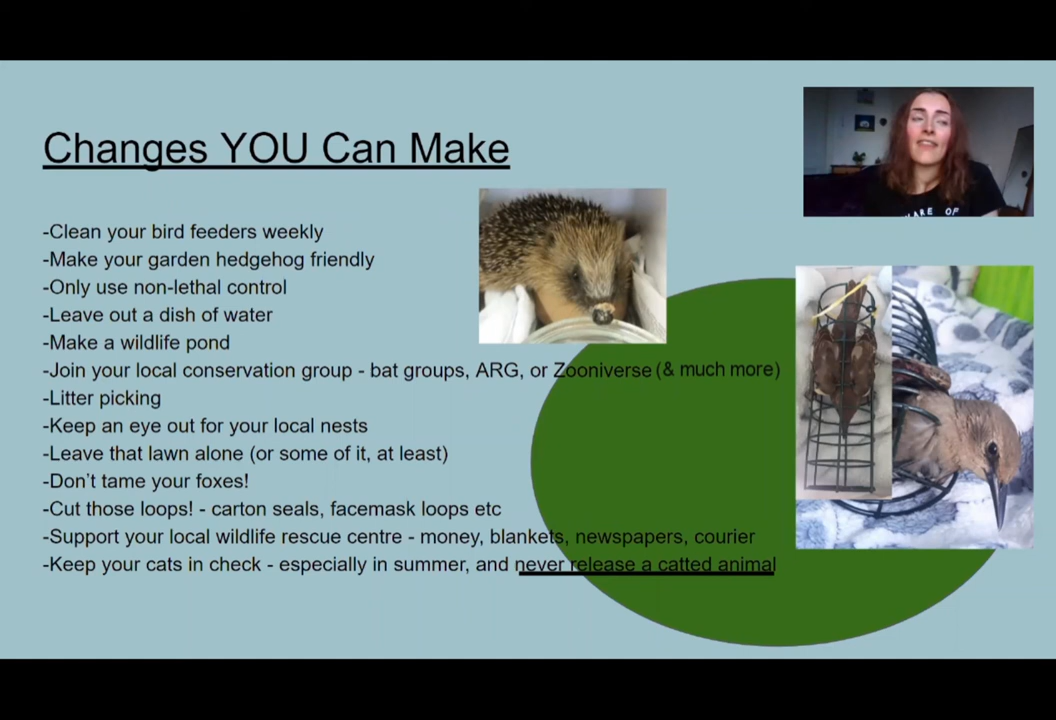 Changes YOU Can Make
-Clean your bird feeders weekly
-Make your garden hedgehog friendly
-Only use non-lethal control
-Leave out a dish of water
-Make a wildlife pond
-Join your local conservation group - bat groups, ARG, or Zooniverse (& much more)
-Litter picking
-Keep an eye out for your local nests
-Leave that lawn alone (or some of it, at least)
-Don't tame your foxes!
-Cut those loops! - carton seals, facemask loops etc
-Support your local wildlife rescue centre - money, blankets, newspapers, courier
-Keep your cats in check - especially in summer, and never release a catted animal
OF